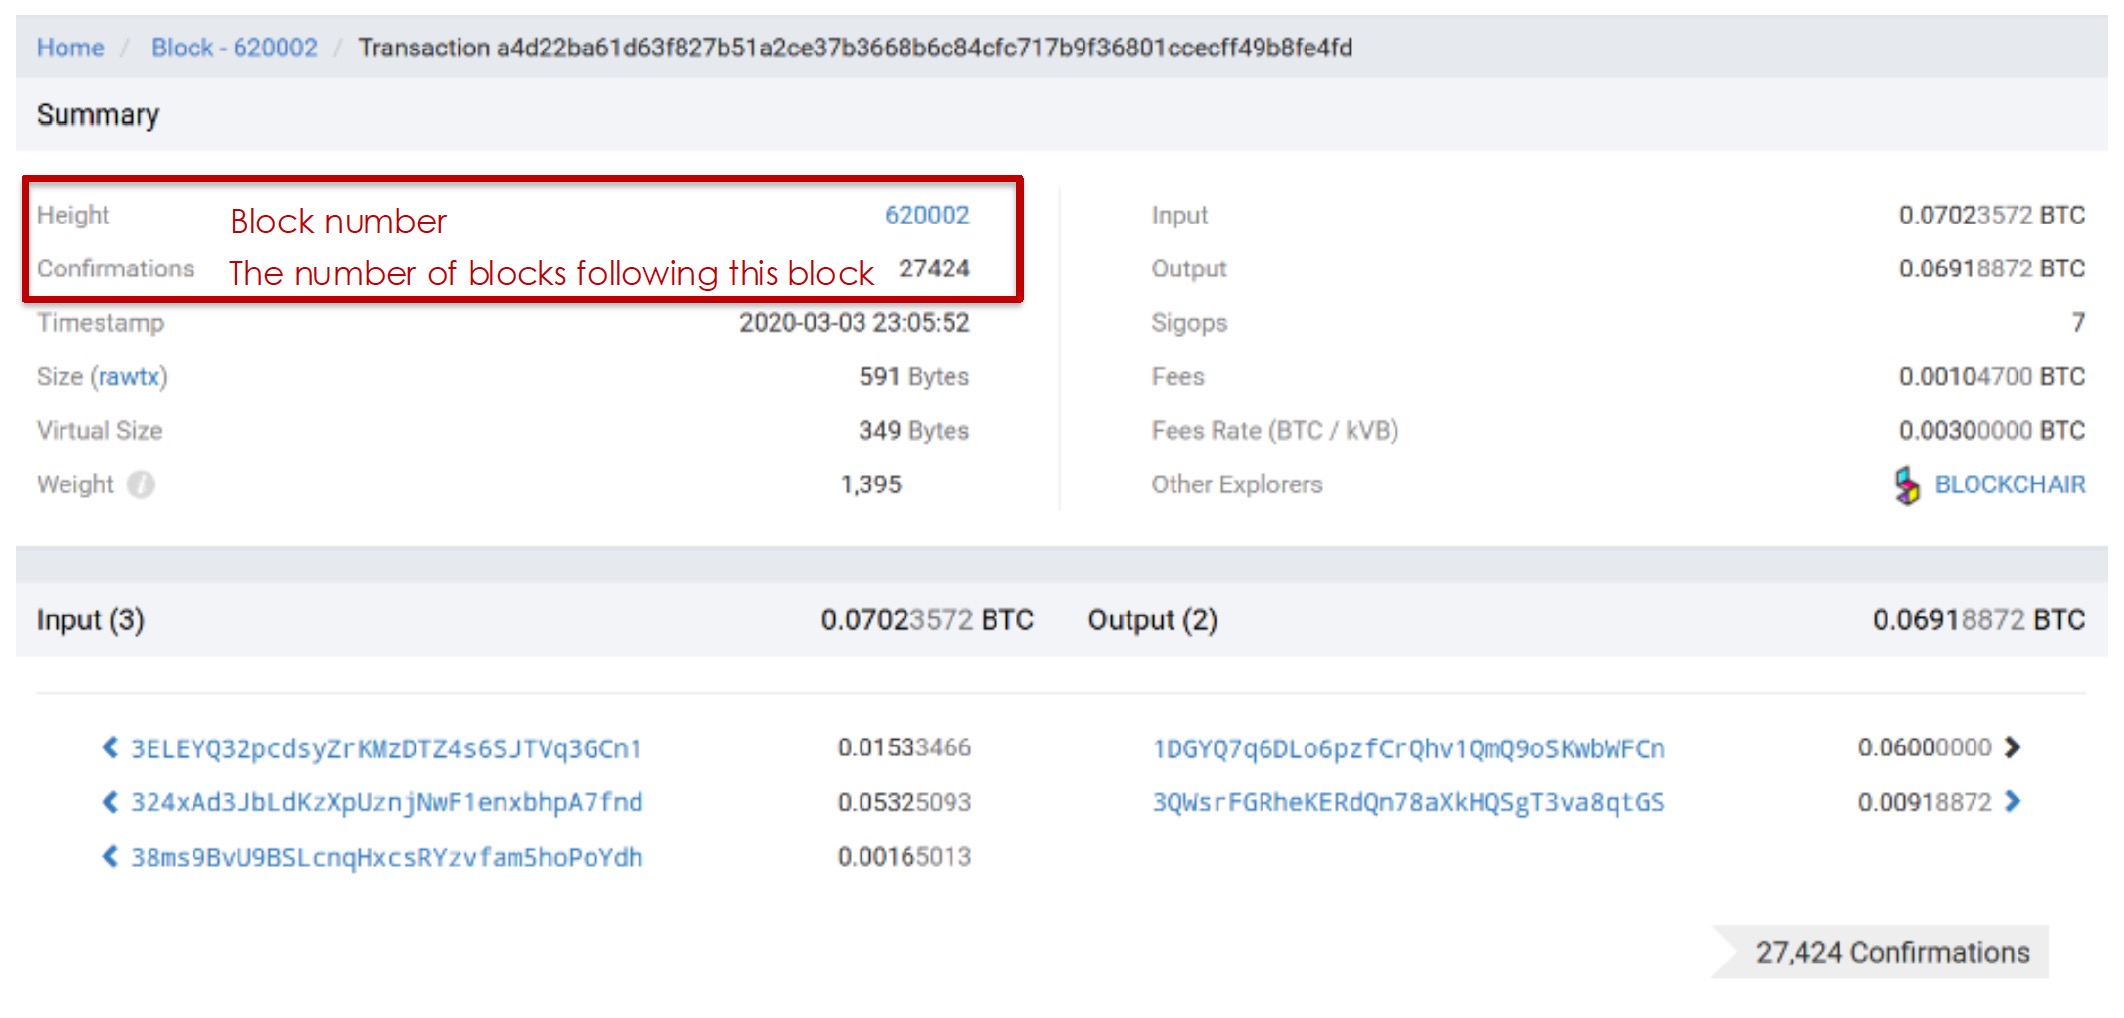 Home / Block - 620002 / Transaction a4d22ba61d63f827b51a2ce37b3668b6c84cfc717b9f36801ccecff49b8fe4fd
Summary
Height Block number 620002
Confirmations The number of blocks following this block 27424
Timestamp 2020-03-03 23:05:52
Size (rawtx) 591 Bytes
Virtual Size 349 Bytes
Weight i 1,395
Input 0.07023572 BTC
Output 0.06918872 BTC
Sigops 7
Fees 0.00104700 BTC
Fees Rate (BTC / kVB) 0.00300000 BTC
Other Explorers BLOCKCHAIR
Input (3) 0.07023572 BTC
3ELEYQ32pcdsyZrKMzDTZ4s6SJTVq3GCn1 0.01533466
324xAd3JbLdKzXpUznjNwF1enxbhpA7fnd 0.05325093
38ms9BvU9BSLcnqHxcsRYzvfam5hoPoYdh 0.00165013
Output (2) 0.06918872 BTC
1DGYQ7q6DLo6pzfCrQhv1QmQ9oSKwbWFCn 0.06000000
3QWsrFGRheKERdQn78aXkHQSgT3va8qtGS 0.00918872
27,424 Confirmations